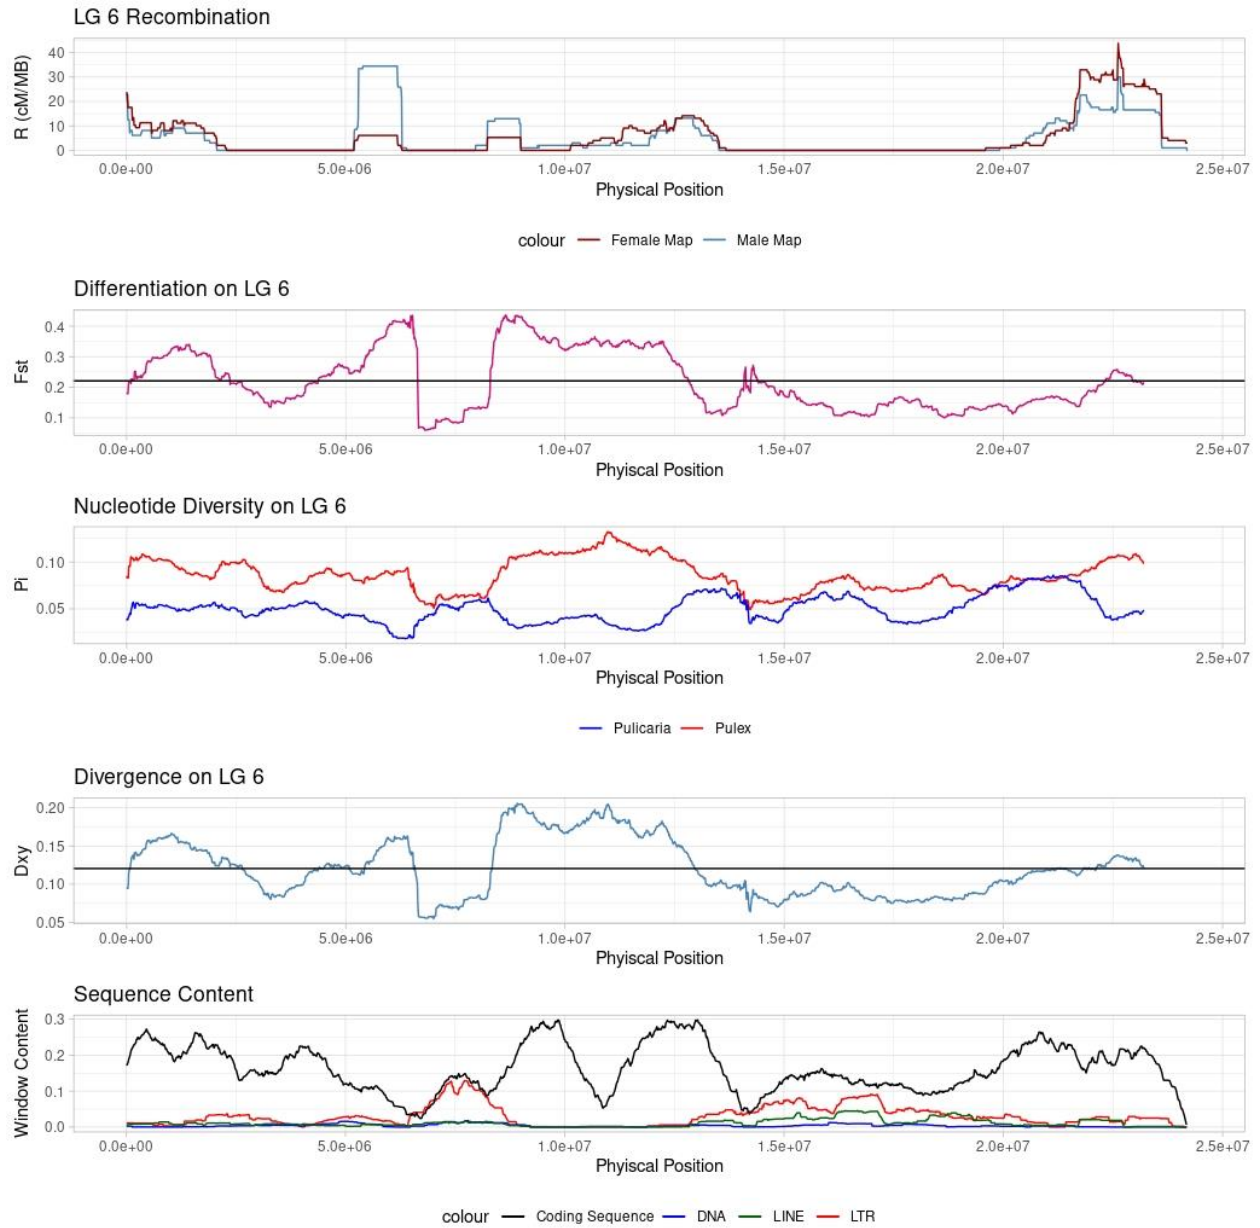 LG 6 Recombination
R (cM/MB)
40
30
20
10
0
0.0e+00 5.0e+06 1.0e+07 1.5e+07 2.0e+07 2.5e+07
Physical Position
colour Female Map Male Map
Differentiation on LG 6
Fst
0.4
0.3
0.2
0.1
0.0e+00 5.0e+06 1.0e+07 1.5e+07 2.0e+07 2.5e+07
Phyiscal Position
Nucleotide Diversity on LG 6
Pi
0.10
0.05
0.0e+00 5.0e+06 1.0e+07 1.5e+07 2.0e+07 2.5e+07
Phyiscal Position
Pulicaria Pulex
Divergence on LG 6
Dxy
0.20
0.15
0.10
0.05
0.0e+00 5.0e+06 1.0e+07 1.5e+07 2.0e+07 2.5e+07
Phyiscal Position
Sequence Content
Window Content
0.3
0.2
0.1
0.0
0.0e+00 5.0e+06 1.0e+07 1.5e+07 2.0e+07 2.5e+07
Phyiscal Position
colour Coding Sequence DNA LINE LTR